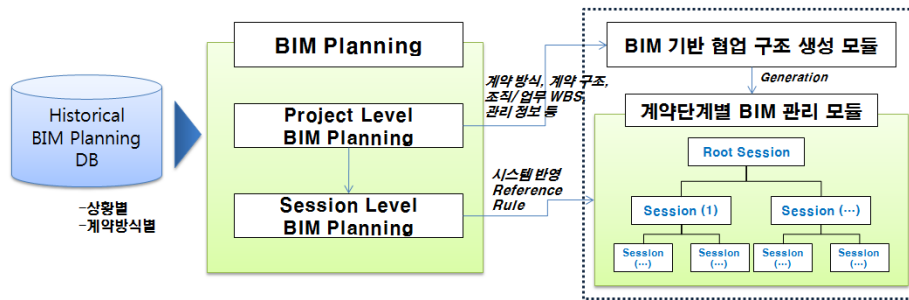 Historical
BIM Planning
DB
-상황별
-계약방식별
BIM Planning
Project Level
BIM Planning
Session Level
BIM Planning
계약 방식, 계약 구조,
조직/ 업무 WBS,
관리 정보 등
시스템 반영
Reference
Rule
BIM 기반 협업 구조 생성 모듈
Generation
계약단계별 BIM 관리 모듈
Root Session
Session (1)
Session (...)
Session
(...)
Session
(...)
Session
(...)
Session
(...)